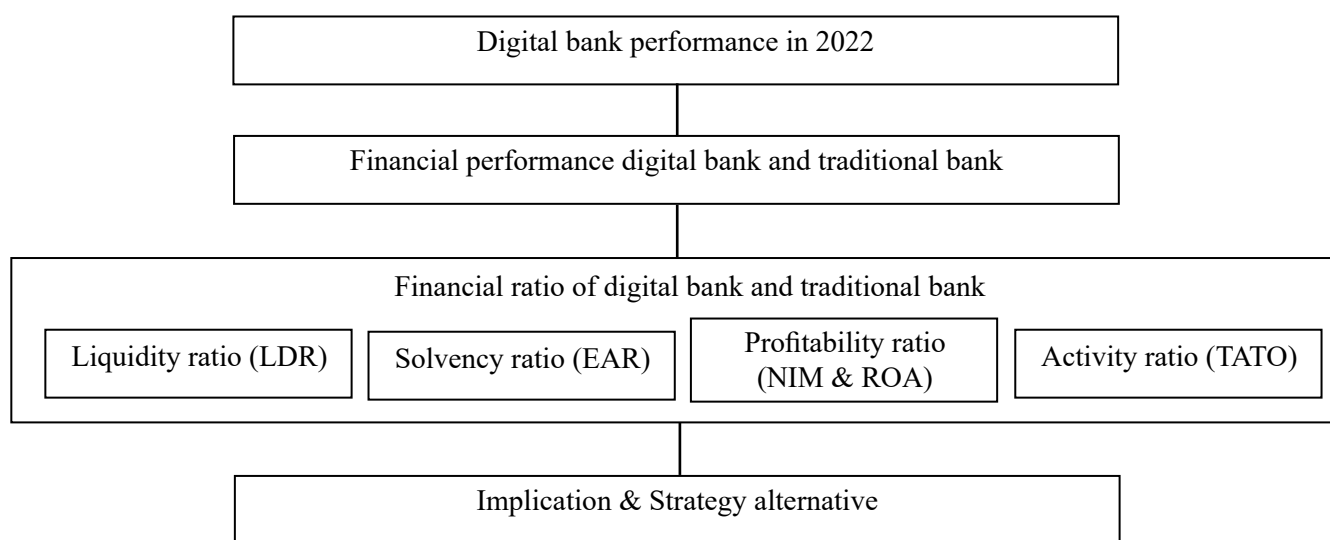 Digital bank performance in 2022
Financial performance digital bank and traditional bank
Financial ratio of digital bank and traditional bank
Liquidity ratio (LDR)
Solvency ratio (EAR)
Profitability ratio
(NIM & ROA)
Activity ratio (TATO)
Implication & Strategy alternative